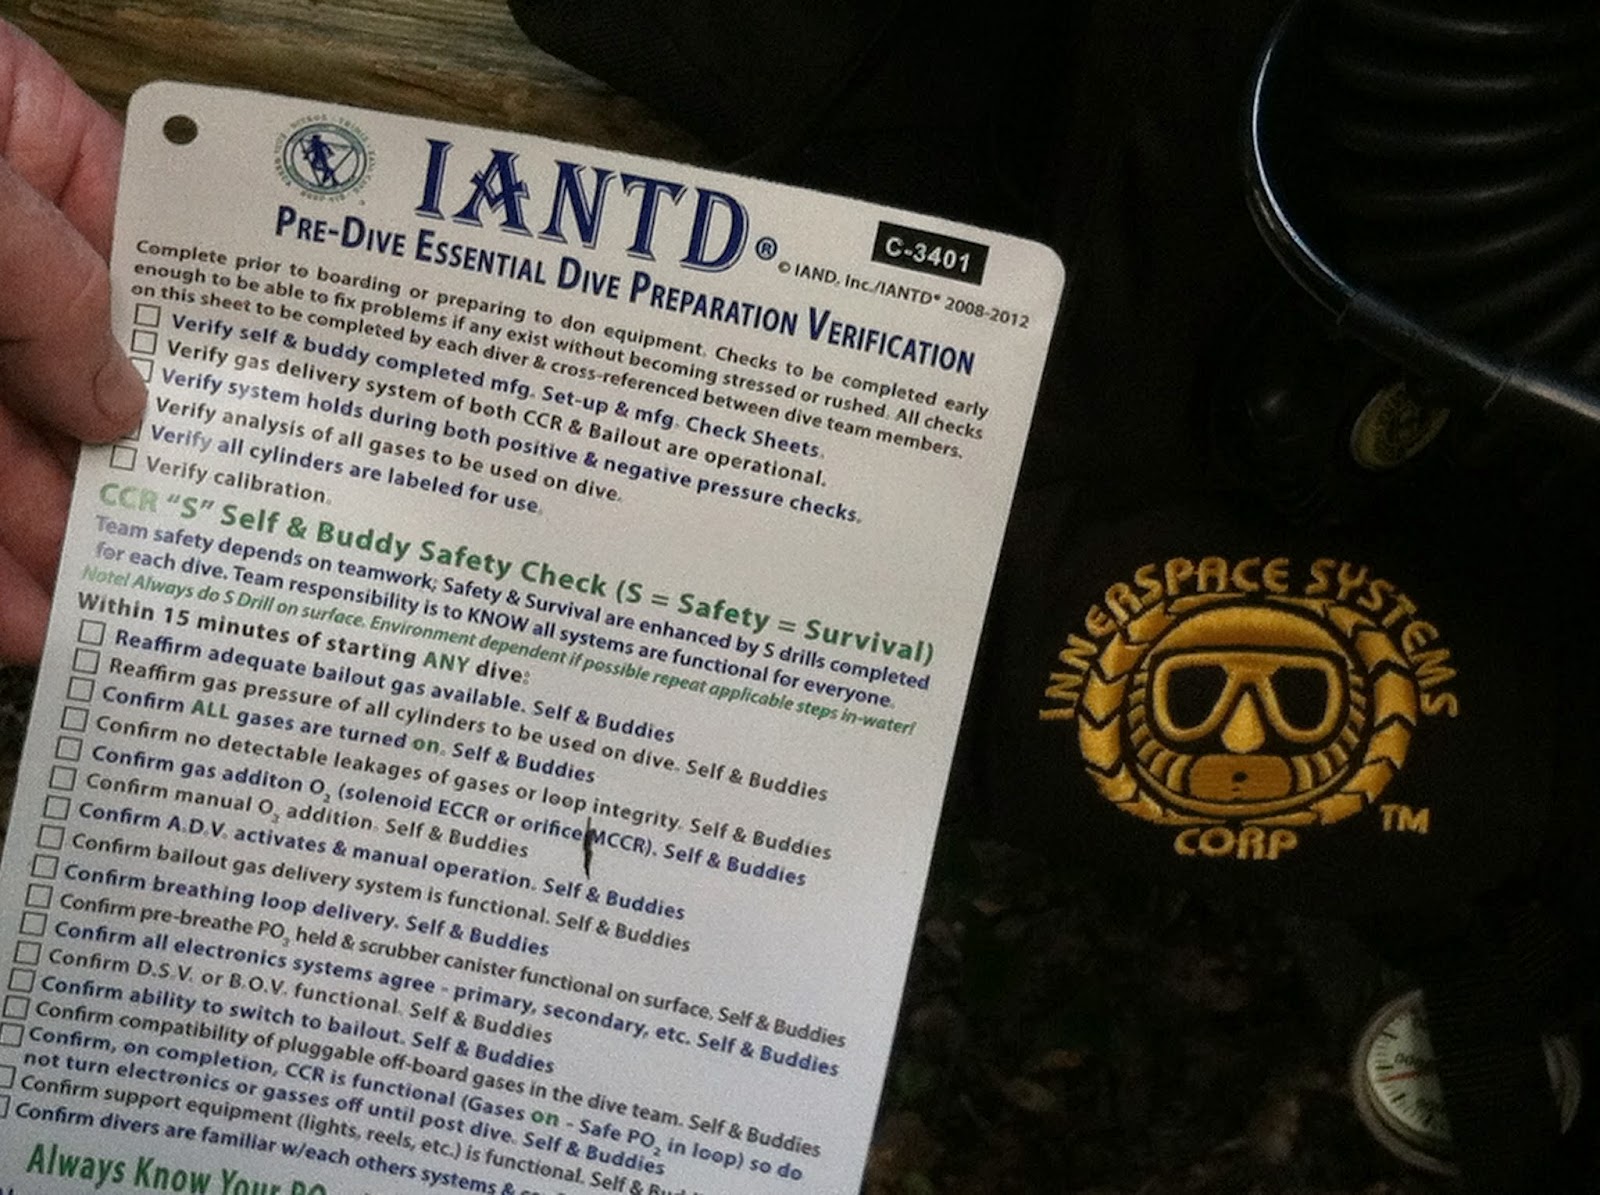 IANTD®
C-3401
© IAND, Inc./IANTD® 2008-2012
PRE-DIVE ESSENTIAL DIVE PREPARATION VERIFICATION
Complete prior to boarding or preparing to don equipment. Checks to be completed early
enough to be able to fix problems if any exist without becoming stressed or rushed. All checks
on this sheet to be completed by each diver & cross-referenced between dive team members.
Verify self & buddy completed mfg. Set-up & mfg. Check Sheets.
Verify gas delivery system of both CCR & Bailout are operational.
Verify system holds during both positive & negative pressure checks.
Verify analysis of all gases to be used on dive.
Verify all cylinders are labeled for use.
Verify calibration.
CCR "S" Self & Buddy Safety Check (S = Safety = Survival)
Team safety depends on teamwork; Safety & Survival are enhanced by S drills completed
for each dive. Team responsibility is to KNOW all systems are functional for everyone.
Note! Always do S Drill on surface. Environment dependent if possible repeat applicable steps in-water!
Within 15 minutes of starting ANY dive:
Reaffirm adequate bailout gas available. Self & Buddies
Reaffirm gas pressure of all cylinders to be used on dive. Self & Buddies
Confirm ALL gases are turned on. Self & Buddies
Confirm no detectable leakages of gases or loop integrity. Self & Buddies
Confirm gas additon O2 (solenoid ECCR or orifice MCCR). Self & Buddies
Confirm manual O2 addition. Self & Buddies
Confirm A.D.V. activates & manual operation. Self & Buddies
Confirm bailout gas delivery system is functional. Self & Buddies
Confirm breathing loop delivery. Self & Buddies
Confirm pre-breathe PO2 held & scrubber canister functional on surface. Self & Buddies
Confirm all electronics systems agree - primary, secondary, etc. Self & Buddies
Confirm D.S.V. or B.O.V. functional. Self & Buddies
Confirm ability to switch to bailout. Self & Buddies
Confirm compatibility of pluggable off-board gases in the dive team. Self & Buddies
Confirm, on completion, CCR is functional (Gases on - Safe PO2 in loop) so do
not turn electronics or gasses off until post dive. Self & Buddies
Confirm support equipment (lights, reels, etc.) is functional. Self &
Confirm divers are familiar w/each others systems &
Always Know Your PO
INNERSPACE SYSTEMS
CORP
TM